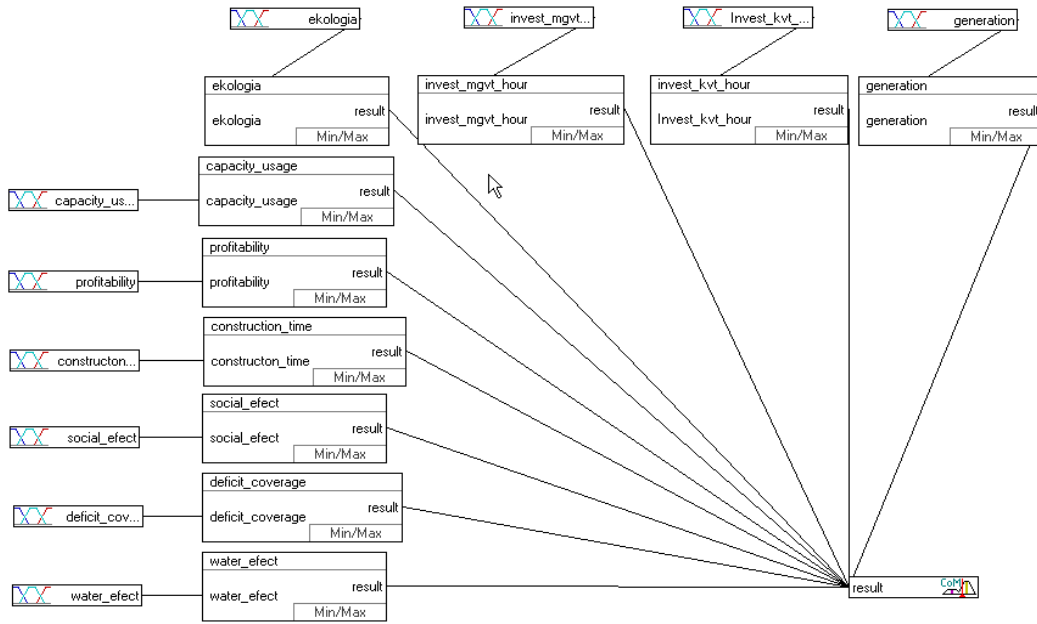 ekologia
invest_mgvt...
Invest_kvt_...
generation
ekologia
result
ekologia
Min/Max
invest_mgvt_hour
result
invest_mgvt_hour
Min/Max
invest_kvt_hour
result
Invest_kvt_hour
Min/Max
generation
result
generation
Min/Max
capacity_us...
capacity_usage
result
capacity_usage
Min/Max
profitability
profitability
result
profitability
Min/Max
constructon...
construction_time
result
constructon_time
Min/Max
social_efect
social_efect
result
social_efect
Min/Max
deficit_cov...
deficit_coverage
result
deficit_coverage
Min/Max
water_efect
water_efect
result
water_efect
Min/Max
result
CoM